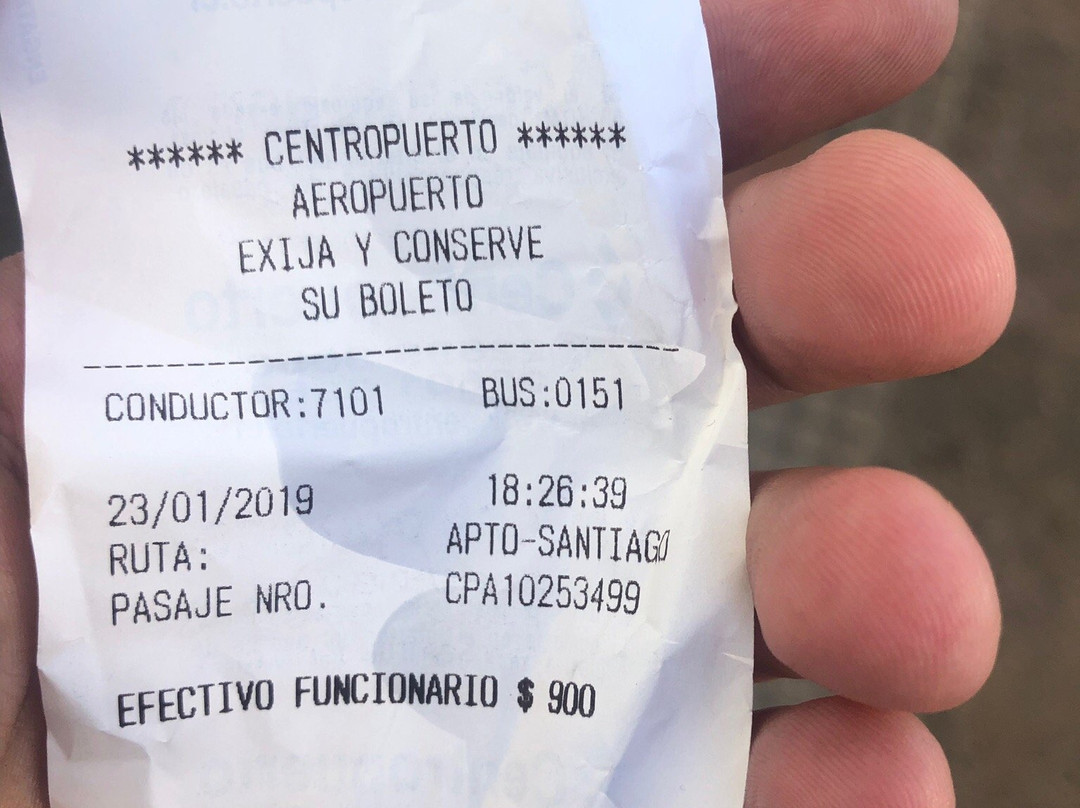 ****** CENTROPUERTO ******
AEROPUERTO
EXIJA Y CONSERVE
SU BOLETO
------------------------------------------
CONDUCTOR:7101 BUS:0151
23/01/2019 18:26:39
RUTA: APTO-SANTIAGO
PASAJE NRO. CPA10253499
EFECTIVO FUNCIONARIO $ 900